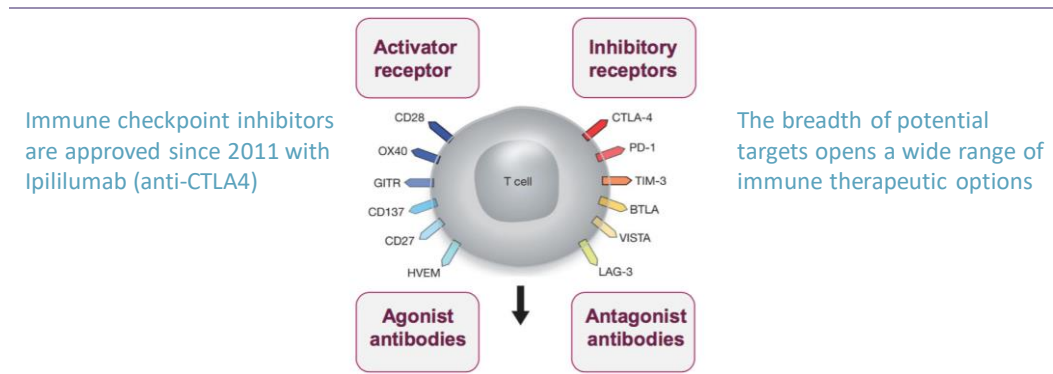 Activator
receptor
Inhibitory
receptors
Immune checkpoint inhibitors
are approved since 2011 with
Ipililumab (anti-CTLA4)
CD28
OX40
GITR
CD137
CD27
HVEM
T cell
CTLA-4
PD-1
TIM-3
BTLA
VISTA
LAG-3
The breadth of potential
targets opens a wide range of
immune therapeutic options
Agonist
antibodies
Antagonist
antibodies